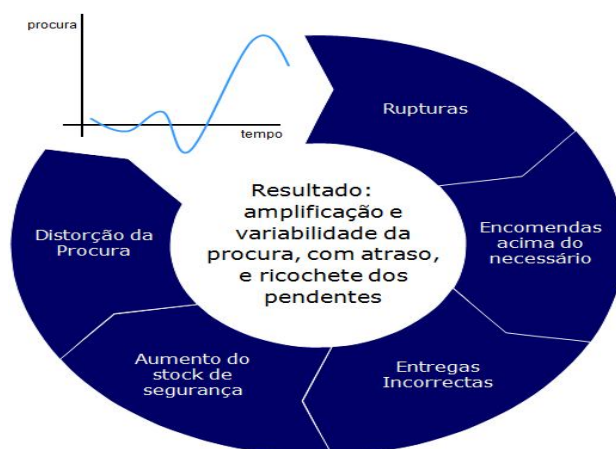 procura
tempo
Rupturas
Encomendas
acima do
necessário
Entregas
Incorrectas
Aumento do
stock de
segurança
Distorção da
Procura
Resultado:
amplificação e
variabilidade da
procura, com atraso,
e ricochete dos
pendentes